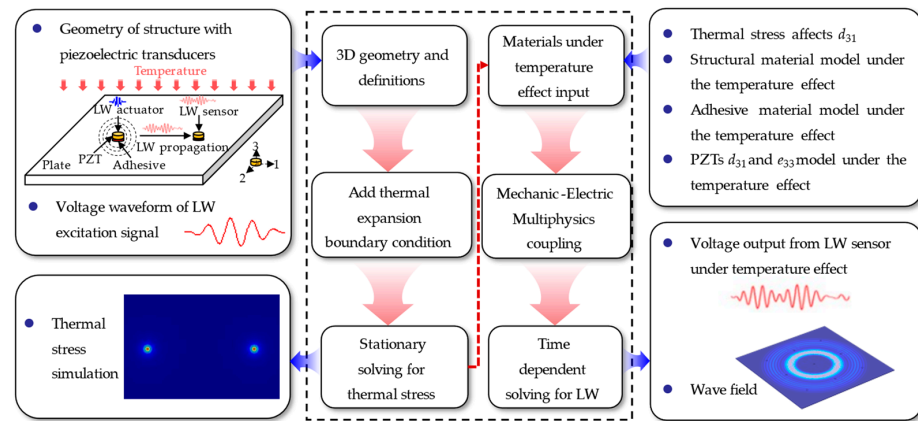 Geometry of structure with
piezoelectric transducers
Temperature
LW actuator
LW sensor
LW propagation
PZT
Plate
Adhesive
3
1
2
Voltage waveform of LW
excitation signal
Thermal
stress
simulation
3D geometry and
definitions
Add thermal
expansion
boundary condition
Stationary
solving for
thermal stress
Materials under
temperature
effect input
Mechanic-Electric
Multiphysics
coupling
Time
dependent
solving for LW
Thermal stress affects d31
Structural material model under
the temperature effect
Adhesive material model under
the temperature effect
PZTs d31 and e33 model under the
temperature effect
Voltage output from LW sensor
under temperature effect
Wave field